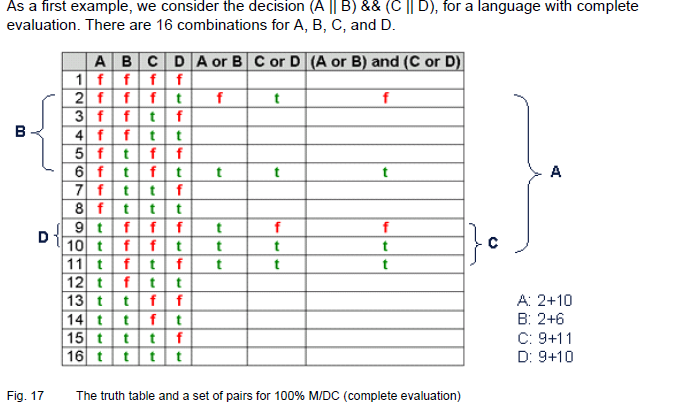 As a first example, we consider the decision (A || B) && (C || D), for a language with complete
evaluation. There are 16 combinations for A, B, C, and D.
A B C D A or B C or D (A or B) and (C or D)
1 f f f f
2 f f f t f t f
3 f f t f
4 f f t t
5 f t f f
6 f t f t t t t
7 f t t f
8 f t t t
9 t f f f t f f
10 t f f t t t t
11 t f t f t t t
12 t f t t
13 t t f f
14 t t f t
15 t t t f
16 t t t t
B
D
C
A
A: 2+10
B: 2+6
C: 9+11
D: 9+10
Fig. 17 The truth table and a set of pairs for 100% M/DC (complete evaluation)